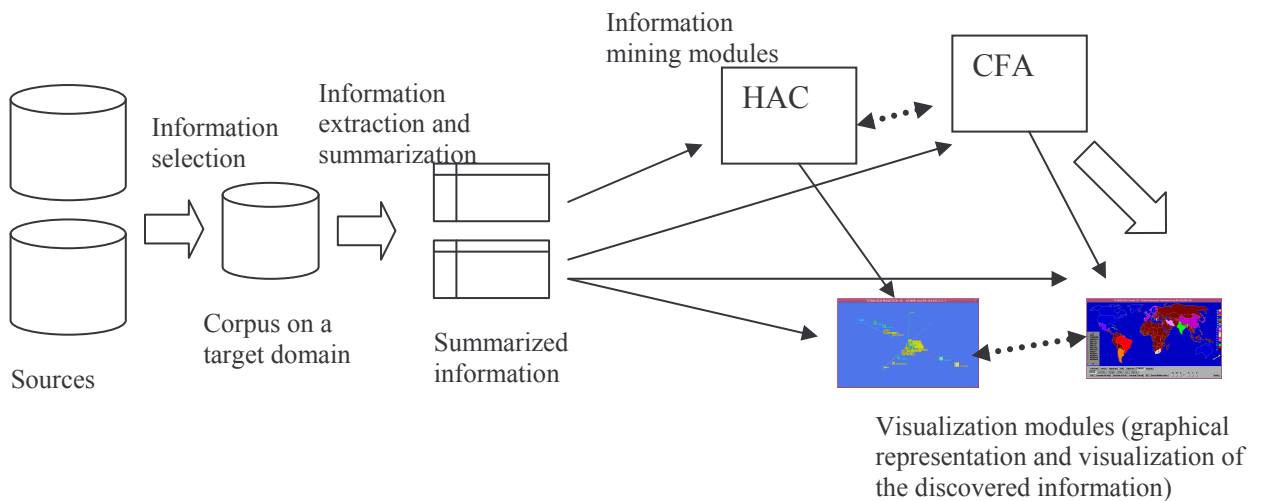 Information
mining modules
CFA
HAC
Information
extraction and
summarization
Information
selection
Corpus on a
target domain
Summarized
information
Sources
Visualization modules (graphical
representation and visualization of
the discovered information)